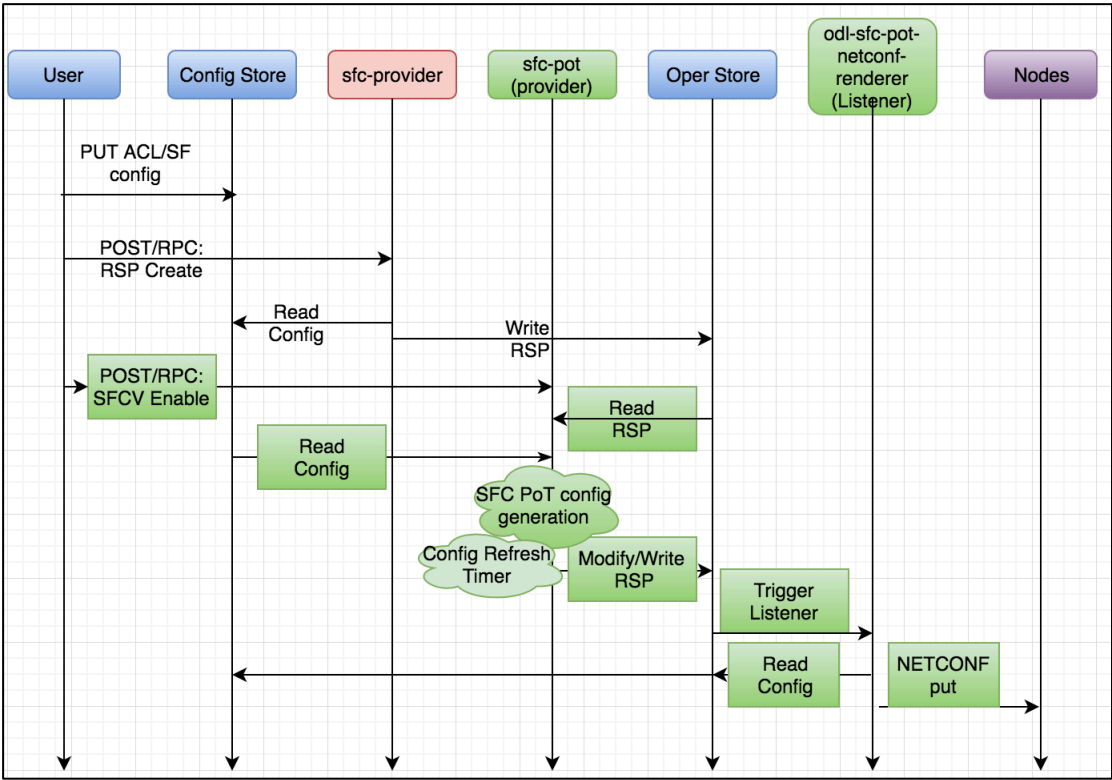 User
Config Store
sfc-provider
sfc-pot
(provider)
Oper Store
odl-sfc-pot-
netconf-
renderer
(Listener)
Nodes
PUT ACL/SF
config
POST/RPC:
RSP Create
Read
Config
Write
RSP
POST/RPC:
SFCV Enable
Read
RSP
Read
Config
SFC PoT config
generation
Config Refresh
Timer
Modify/Write
RSP
Trigger
Listener
Read
Config
NETCONF
put